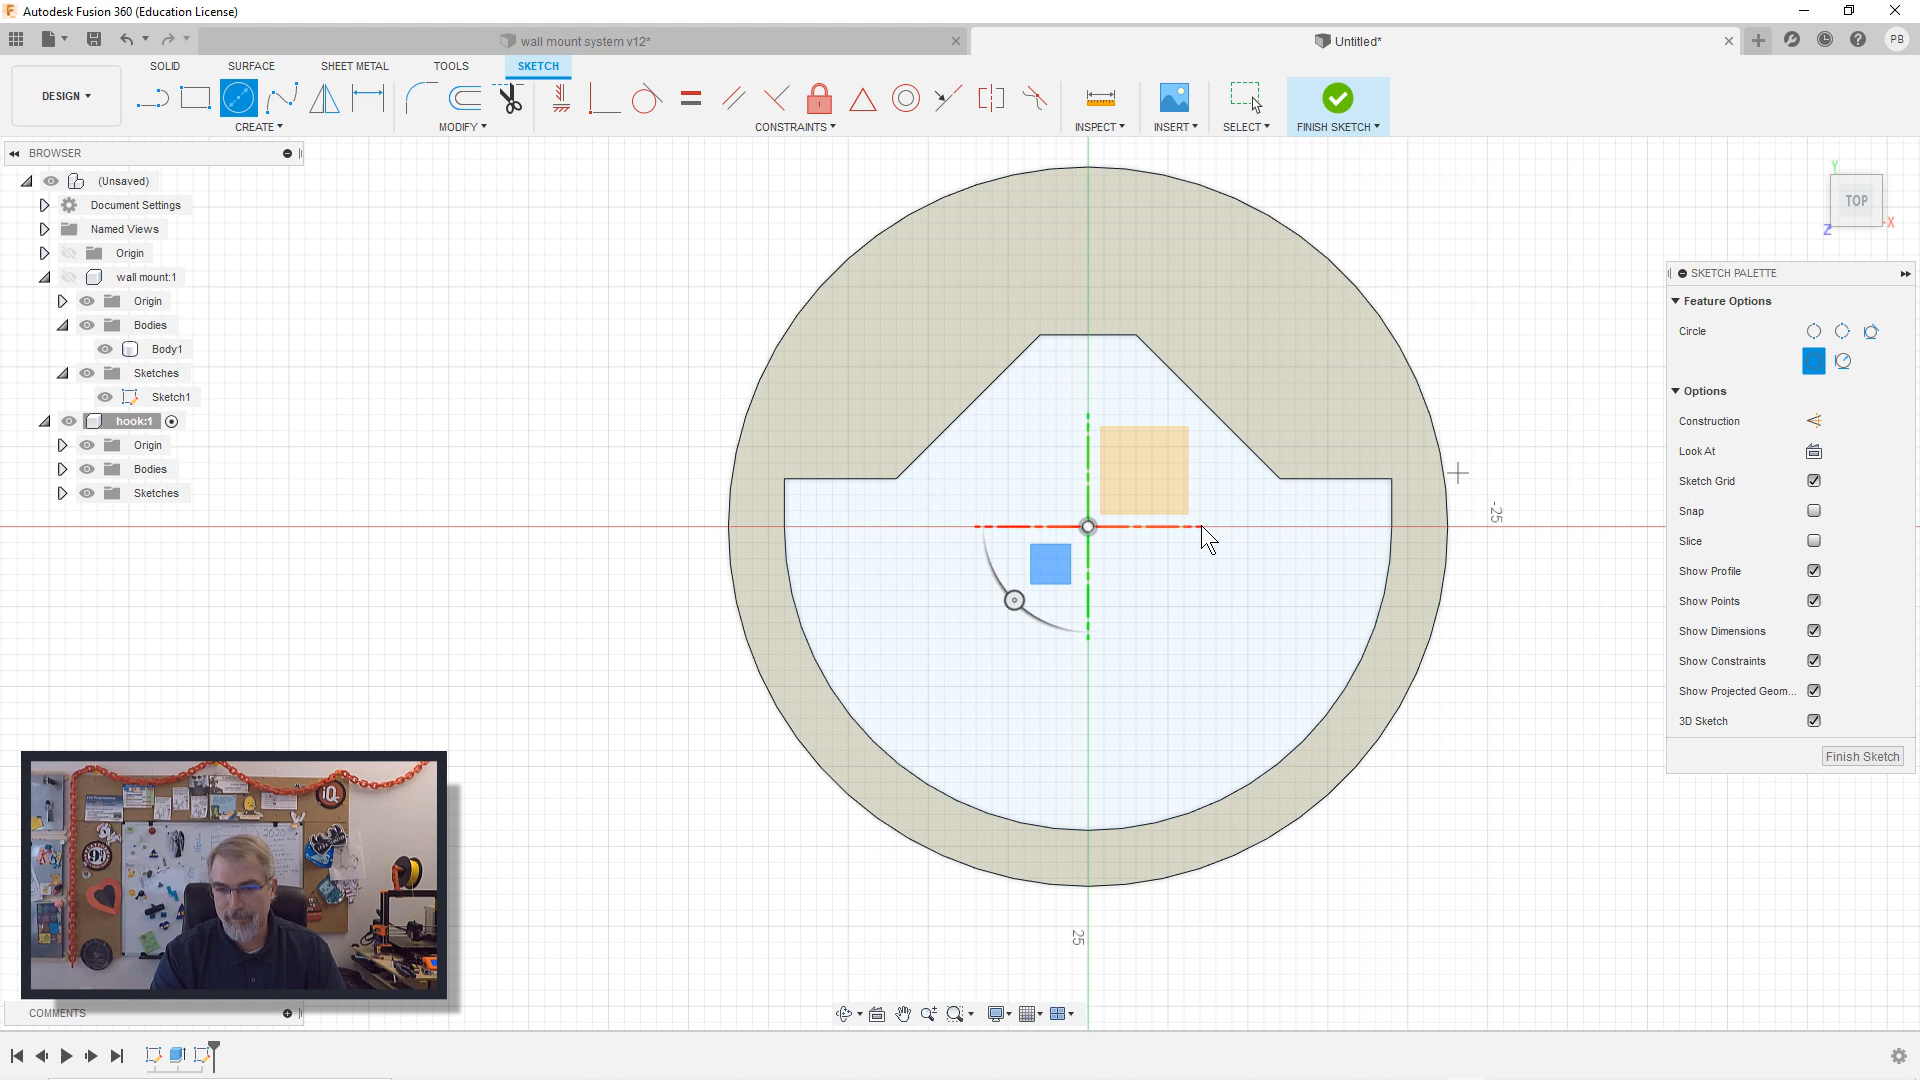 Autodesk Fusion 360 (Education License)
wall mount system v12*
Untitled*
PB
DESIGN
SOLID
SURFACE
SHEET METAL
TOOLS
SKETCH
CREATE
MODIFY
CONSTRAINTS
INSPECT
INSERT
SELECT
FINISH SKETCH
BROWSER
(Unsaved)
Document Settings
Named Views
Origin
wall mount:1
Origin
Bodies
Body1
Sketches
Sketch1
hook:1
Origin
Bodies
Sketches
Y
TOP
X
Z
-25
25
SKETCH PALETTE
Feature Options
Circle
Options
Construction
Look At
Sketch Grid
Snap
Slice
Show Profile
Show Points
Show Dimensions
Show Constraints
Show Projected Geom...
3D Sketch
Finish Sketch
iQ
2020
COMMENTS